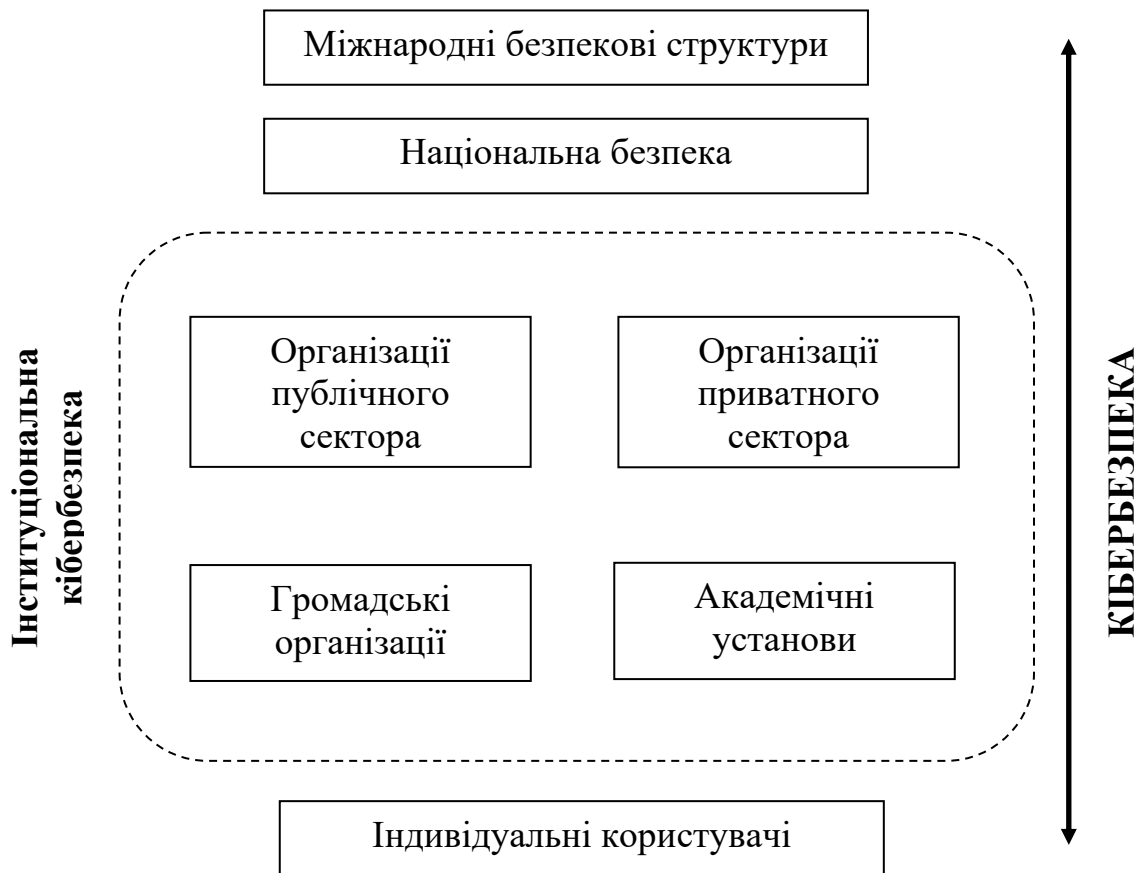 Міжнародні безпекові структури
Національна безпека
Інституціональна
кібербезпека
Організації
публічного
сектора
Організації
приватного
сектора
Громадські
організації
Академічні
установи
КІБЕРБЕЗПЕКА
Індивідуальні користувачі